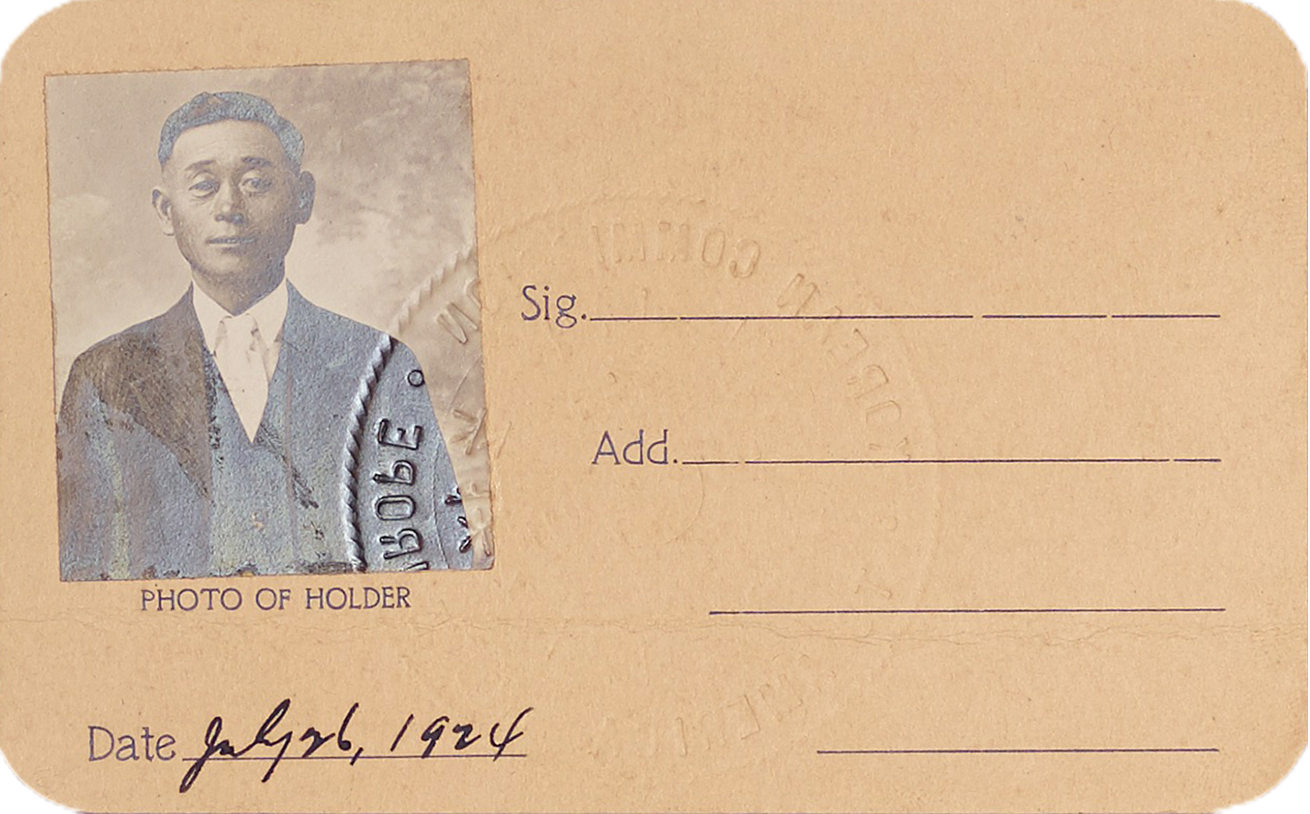 Sig.
Add.
PHOTO OF HOLDER
Date July 26, 1924